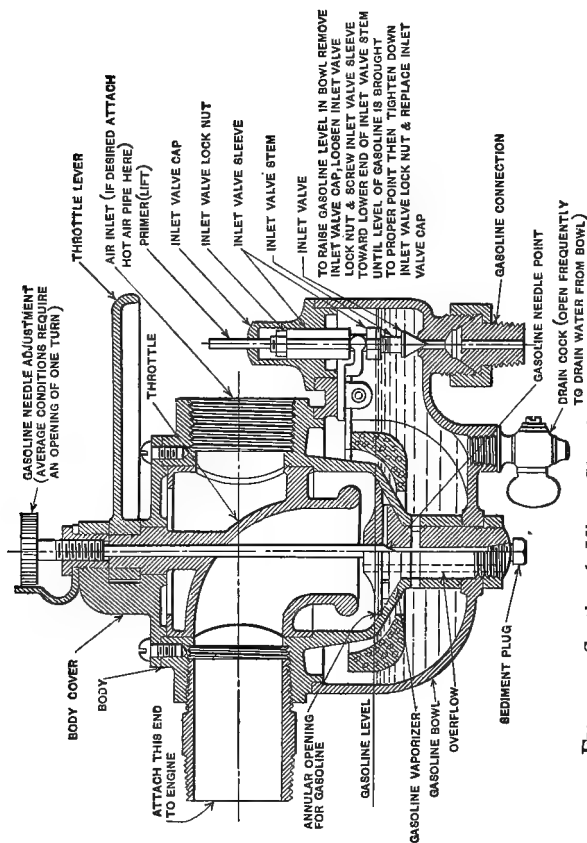 GASOLINE NEEDLE ADJUSTMENT
(AVERAGE CONDITIONS REQUIRE
AN OPENING OF ONE TURN)
THROTTLE LEVER
AIR INLET (IF DESIRED ATTACH
HOT AIR PIPE HERE)
PRIMER (LIFT)
INLET VALVE CAP
INLET VALVE LOCK NUT
INLET VALVE SLEEVE
INLET VALVE STEM
INLET VALVE
TO RAISE GASOLINE LEVEL IN BOWL REMOVE
INLET VALVE CAP, LOOSEN INLET VALVE
LOCK NUT & SCREW INLET VALVE SLEEVE
TOWARD LOWER END OF INLET VALVE STEM
UNTIL LEVEL OF GASOLINE IS BROUGHT
TO PROPER POINT THEN TIGHTEN DOWN
INLET VALVE LOCK NUT & REPLACE INLET
VALVE CAP
GASOLINE CONNECTION
GASOLINE NEEDLE POINT
DRAIN COCK (OPEN FREQUENTLY
TO DRAIN WATER FROM BOWL)
THROTTLE
BODY COVER
BODY
ATTACH THIS END
TO ENGINE
ANNULAR OPENING
FOR GASOLINE
GASOLINE LEVEL
GASOLINE VAPORIZER
GASOLINE BOWL
OVERFLOW
SEDIMENT PLUG